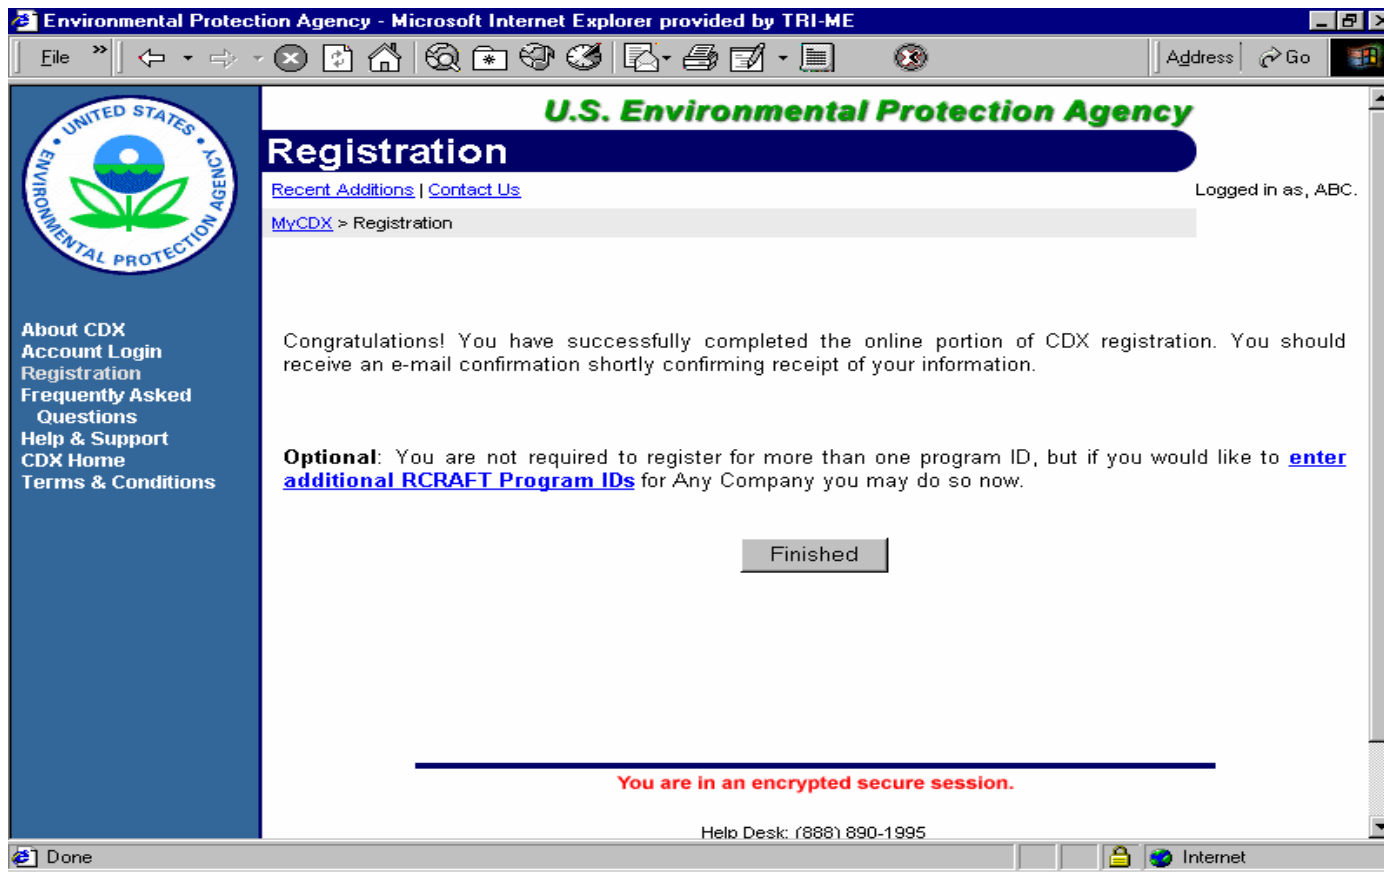 Environmental Protection Agency - Microsoft Internet Explorer provided by TRI-ME
File » Address Go
UNITED STATES • ENVIRONMENTAL PROTECTION AGENCY •
U.S. Environmental Protection Agency
Registration
Recent Additions | Contact Us
Logged in as, ABC.
MyCDX > Registration
About CDX
Account Login
Registration
Frequently Asked
Questions
Help & Support
CDX Home
Terms & Conditions
Congratulations! You have successfully completed the online portion of CDX registration. You should
receive an e-mail confirmation shortly confirming receipt of your information.
Optional: You are not required to register for more than one program ID, but if you would like to enter
additional RCRAFT Program IDs for Any Company you may do so now.
Finished
You are in an encrypted secure session.
Help Desk: (888) 890-1995
Done
Internet